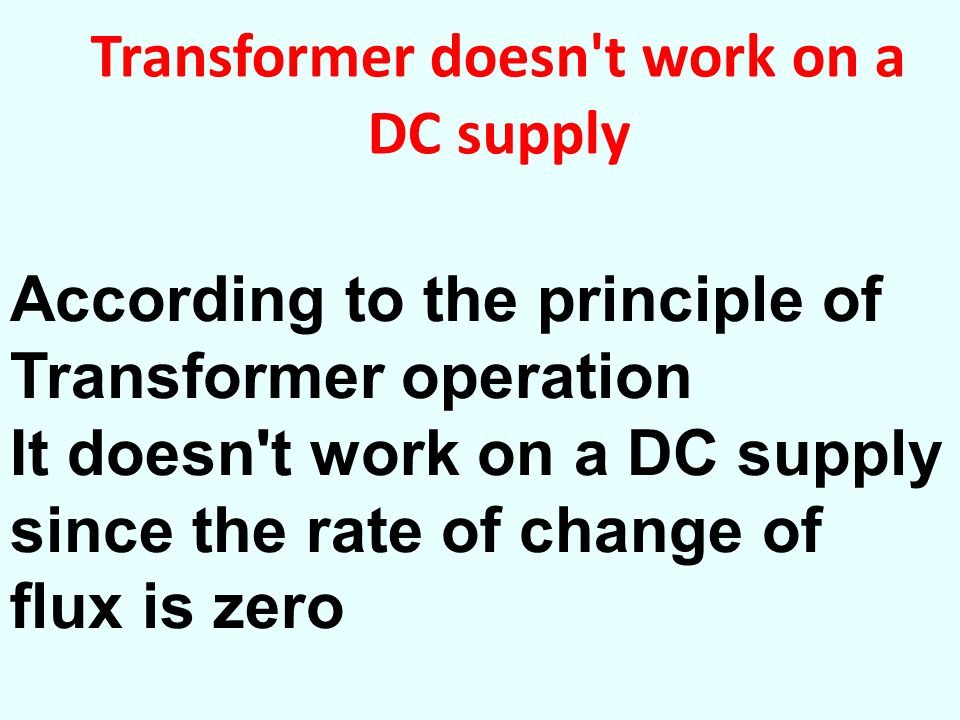 Transformer doesn't work on a
DC supply
According to the principle of
Transformer operation
It doesn't work on a DC supply
since the rate of change of
flux is zero